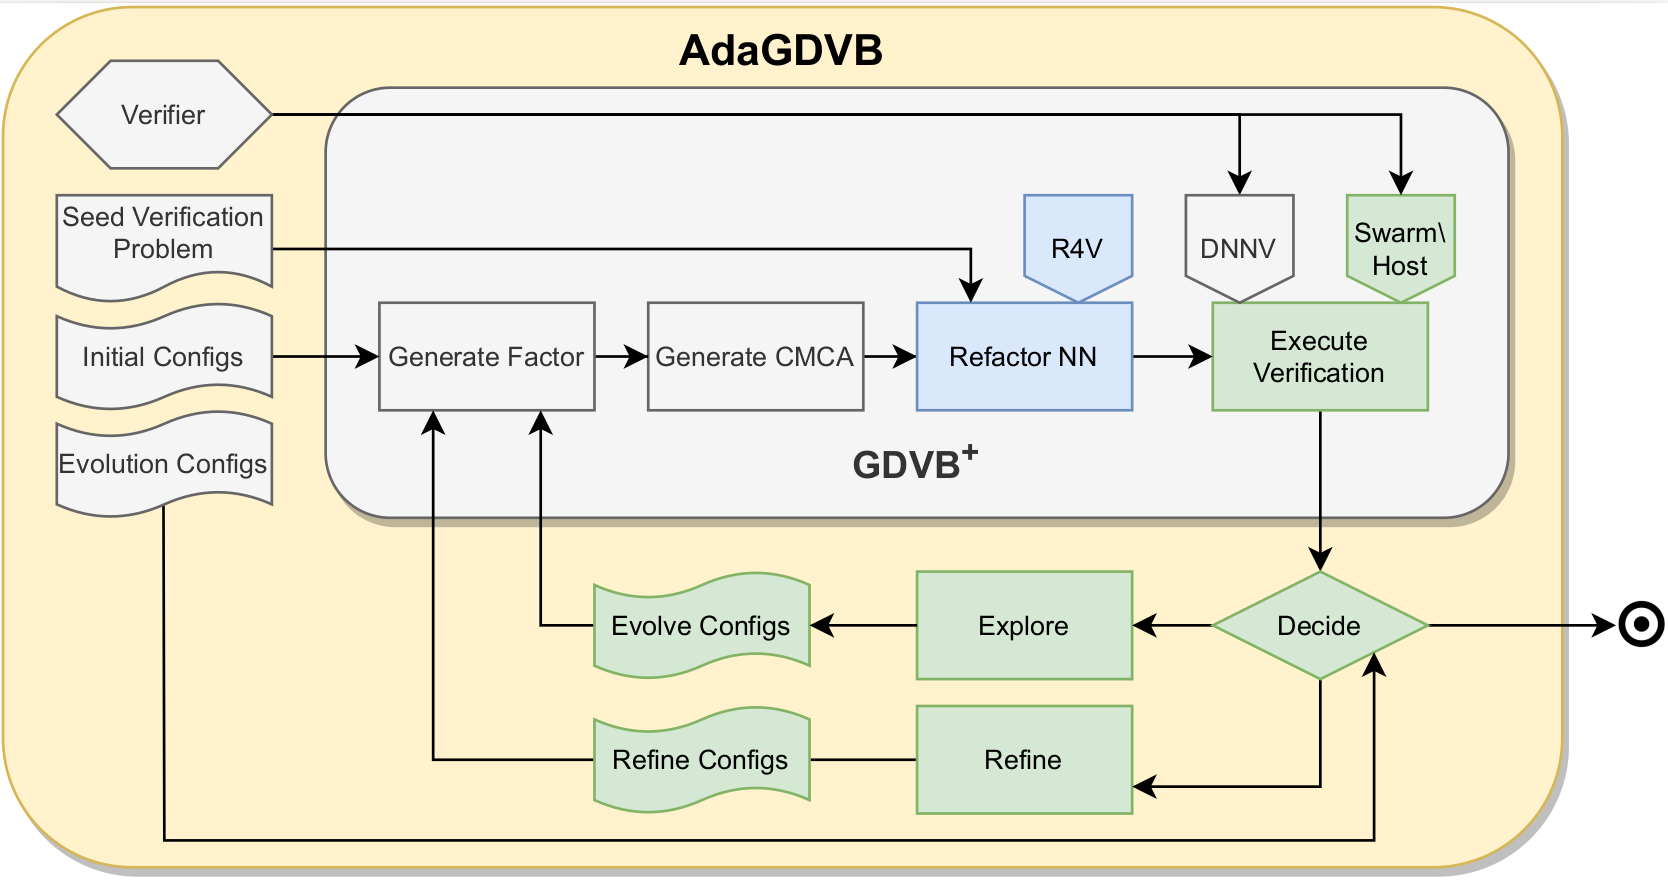 AdaGDVB
Verifier
Seed Verification
Problem
R4V
DNNV
Swarm\
Host
Initial Configs
Generate Factor
Generate CMCA
Refactor NN
Execute
Verification
Evolution Configs
GDVB+
Evolve Configs
Explore
Decide
Refine Configs
Refine